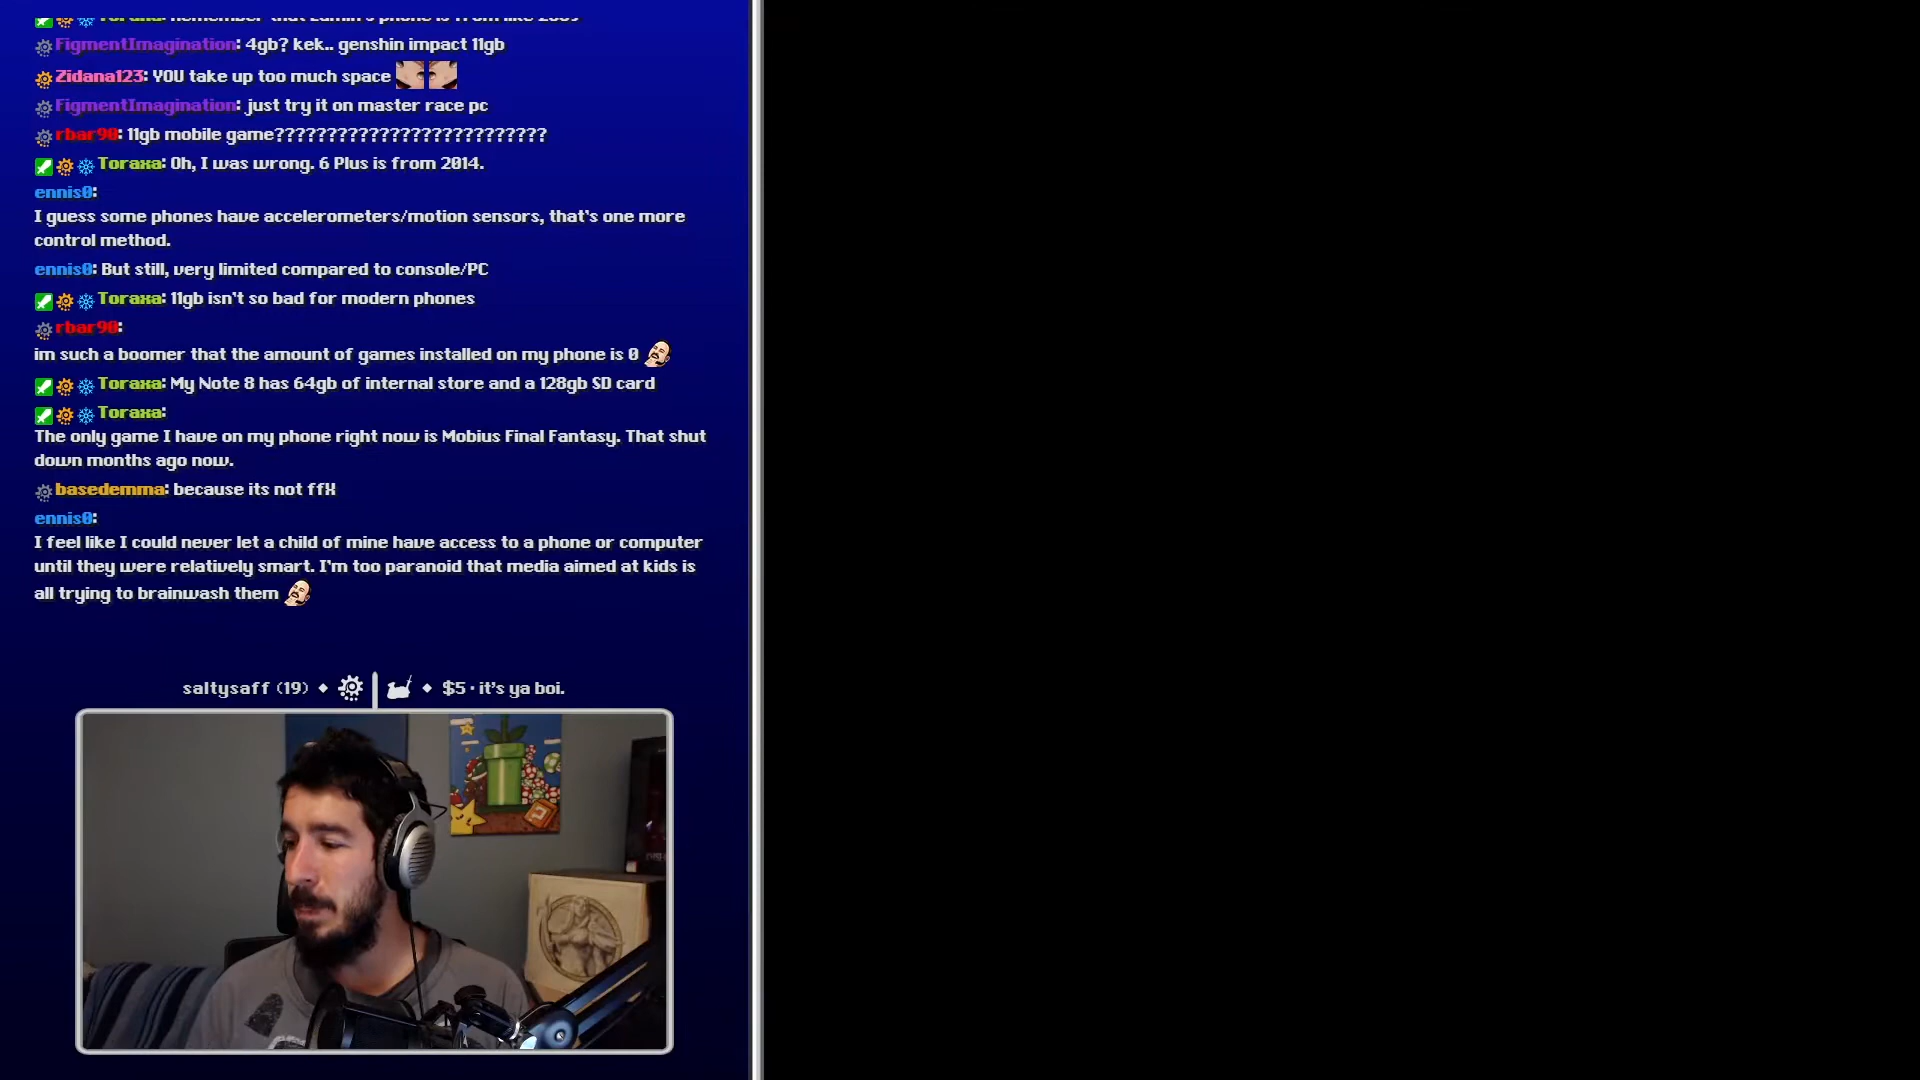 FigmentImagination: 4gb? kek.. genshin impact 11gb
Zidana123: YOU take up too much space
FigmentImagination: just try it on master race pc
rbar90: 11gb mobile game??????????????????????????
Toraxa: Oh, I was wrong. 6 Plus is from 2014.
ennis0:
I guess some phones have accelerometers/motion sensors, that's one more
control method.
ennis0: But still, very limited compared to console/PC
Toraxa: 11gb isn't so bad for modern phones
rbar90:
im such a boomer that the amount of games installed on my phone is 0
Toraxa: My Note 8 has 64gb of internal store and a 128gb SD card
Toraxa:
The only game I have on my phone right now is Mobius Final Fantasy. That shut
down months ago now.
basedemma: because its not ffX
ennis0:
I feel like I could never let a child of mine have access to a phone or computer
until they were relatively smart. I'm too paranoid that media aimed at kids is
all trying to brainwash them
saltysaff (19) ◆ ◆ $5 · it's ya boi.